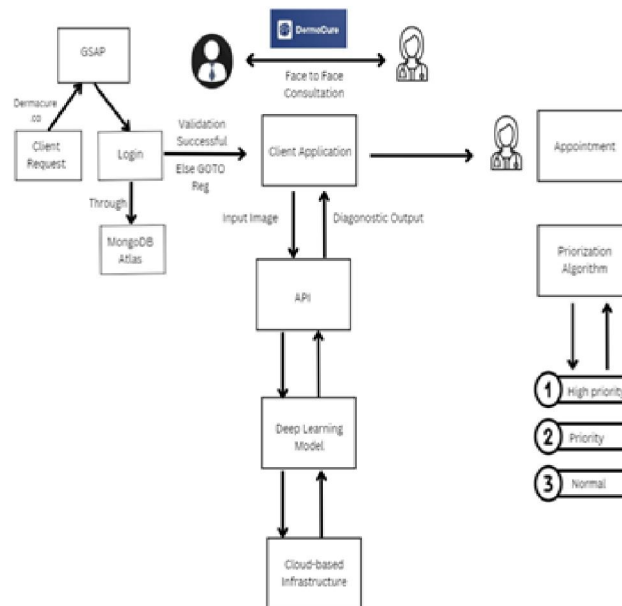 DermoCure
GSAP
Face to Face
Consultation
Dermacure
.co
Client
Request
Login
Validation
Successful
Else GOTO
Reg
Client Application
Appointment
Through
MongoDB
Atlas
Input Image
Diagonostic Output
API
Priorization
Algorithm
1 High priority
2 Priority
3 Normal
Deep Learning
Model
Cloud-based
Infrastructure